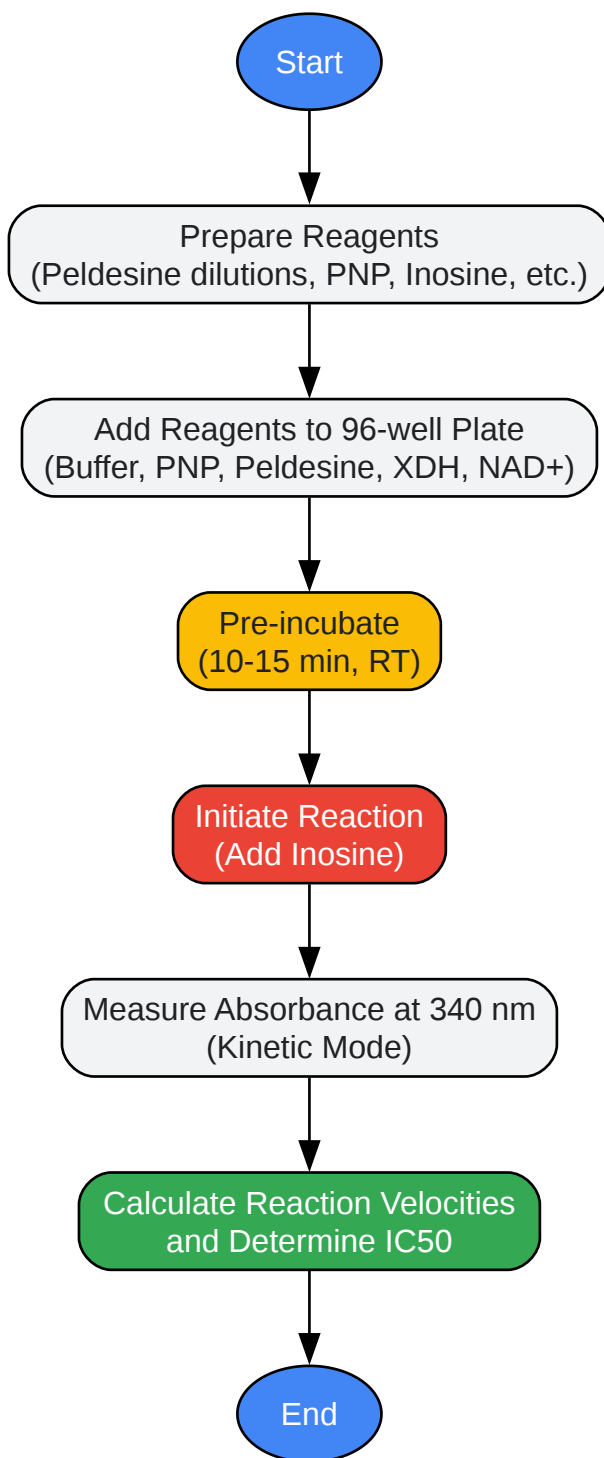 Start
Prepare Reagents
(Peldesine dilutions, PNP, Inosine, etc.)
Add Reagents to 96-well Plate
(Buffer, PNP, Peldesine, XDH, NAD+)
Pre-incubate
(10-15 min, RT)
Initiate Reaction
(Add Inosine)
Measure Absorbance at 340 nm
(Kinetic Mode)
Calculate Reaction Velocities
and Determine IC50
End